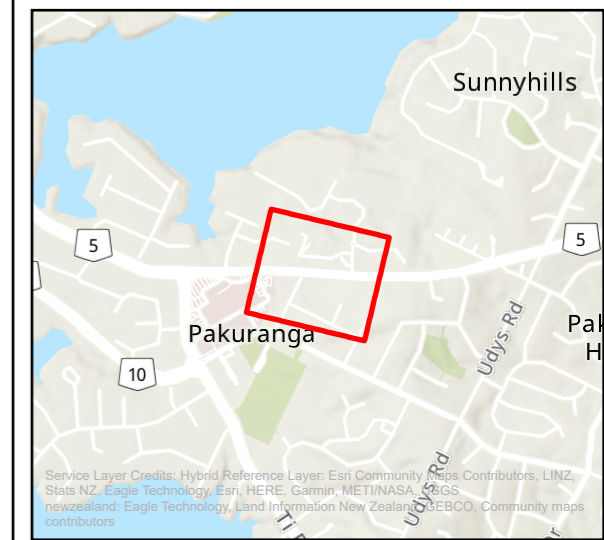 Sunnyhills
5
5
Pakuranga
Udys Rd
Pak
H
10
Udys Rd
Service Layer Credits: Hybrid Reference Layer: Esri Community Maps Contributors, LINZ,
Stats NZ, Eagle Technology, Esri, HERE, Garmin, METI/NASA, USGS
newzealand: Eagle Technology, Land Information New Zealand, GEBCO, Community maps
contributors
Ti